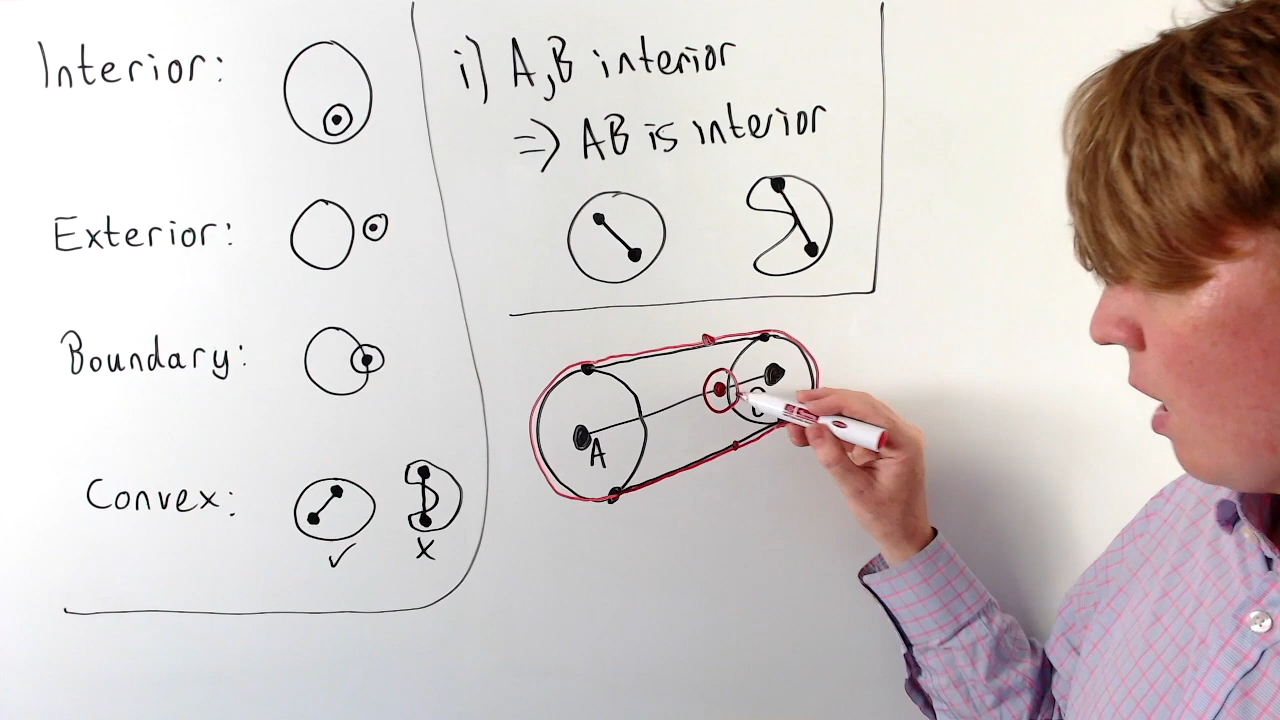 Interior:
Exterior:
Boundary:
Convex:
✓ x
i) A,B interior
=> AB is interior
A